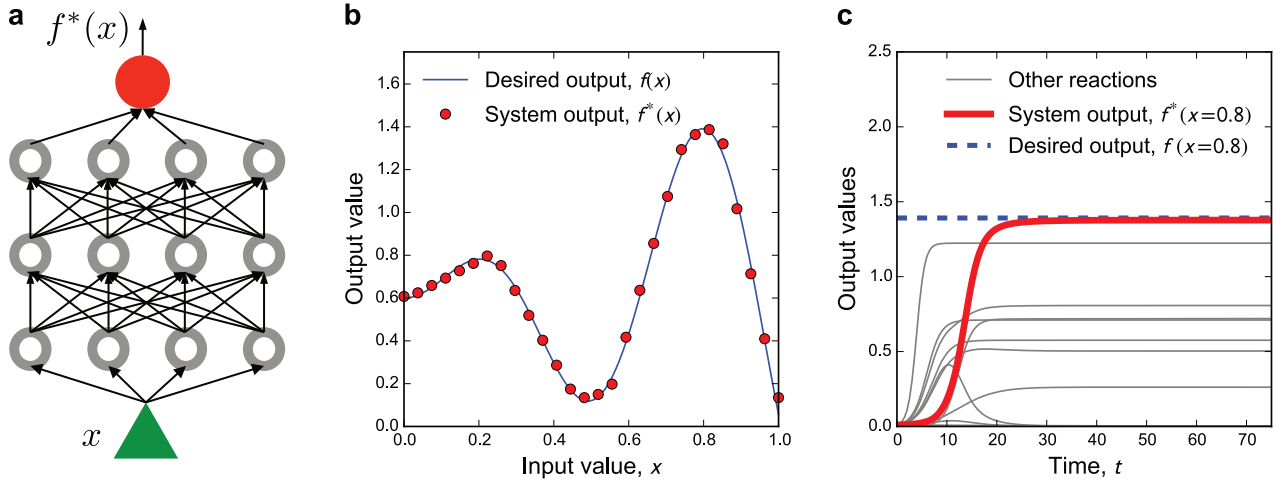 a
f*(x)
x
b
1.6
1.4
1.2
1.0
0.8
0.6
0.4
0.2
0.0
0.0 0.2 0.4 0.6 0.8 1.0
Output value
Input value, x
Desired output, f(x)
System output, f*(x)
c
2.5
2.0
1.5
1.0
0.5
0.0
0 10 20 30 40 50 60 70
Output values
Time, t
Other reactions
System output, f*(x=0.8)
Desired output, f(x=0.8)